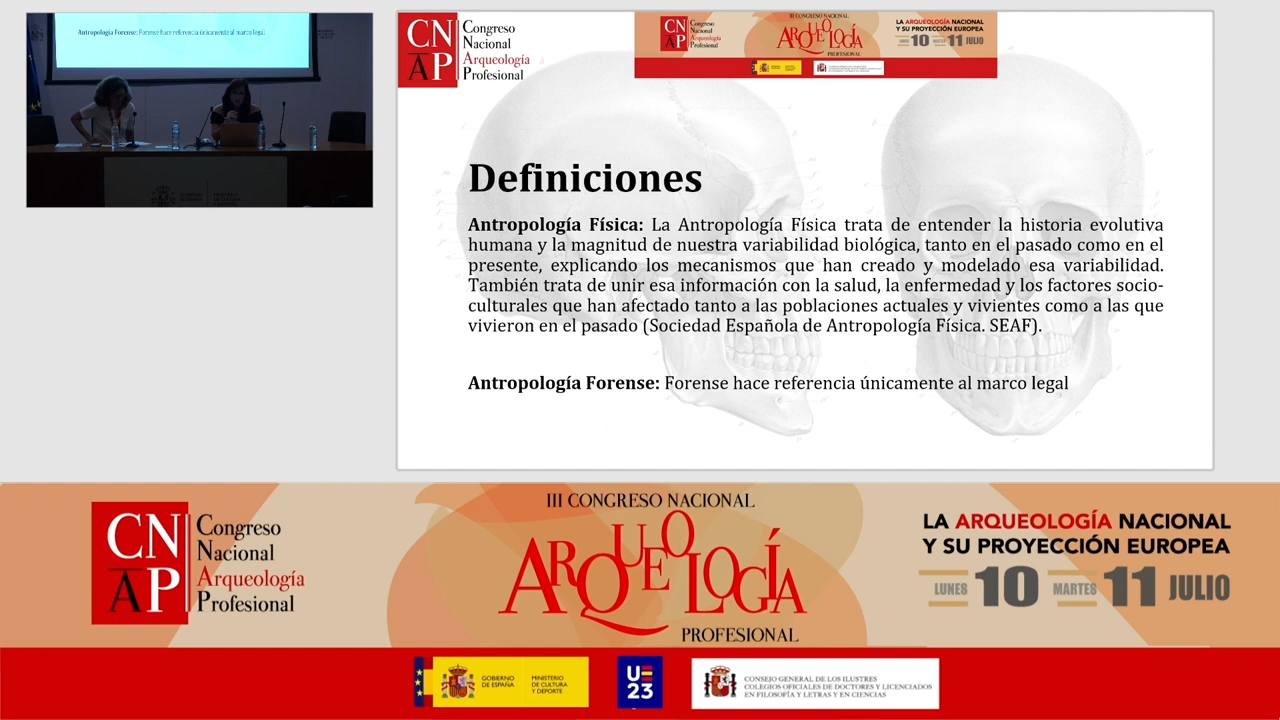 Antropología Forense: Forense hace referencia únicamente al marco legal
CN
AP
Congreso
Nacional
Arqueología
Profesional
CN
AP
Congreso
Nacional
Arqueología
Profesional
III CONGRESO NACIONAL
ARQUEOLOGÍA
PROFESIONAL
LA ARQUEOLOGÍA NACIONAL
Y SU PROYECCIÓN EUROPEA
LUNES 10 MARTES 11 JULIO
Definiciones
Antropología Física: La Antropología Física trata de entender la historia evolutiva
humana y la magnitud de nuestra variabilidad biológica, tanto en el pasado como en el
presente, explicando los mecanismos que han creado y modelado esa variabilidad.
También trata de unir esa información con la salud, la enfermedad y los factores socio-
culturales que han afectado tanto a las poblaciones actuales y vivientes como a las que
vivieron en el pasado (Sociedad Española de Antropología Física. SEAF).
Antropología Forense: Forense hace referencia únicamente al marco legal
CN
AP
Congreso
Nacional
Arqueología
Profesional
III CONGRESO NACIONAL
ARQUEOLOGÍA
PROFESIONAL
LA ARQUEOLOGÍA NACIONAL
Y SU PROYECCIÓN EUROPEA
LUNES 10 MARTES 11 JULIO
GOBIERNO
DE ESPAÑA
MINISTERIO
DE CULTURA
Y DEPORTE
UE
23
CONSEJO GENERAL DE LOS ILUSTRES
COLEGIOS OFICIALES DE DOCTORES Y LICENCIADOS
EN FILOSOFÍA Y LETRAS Y EN CIENCIAS